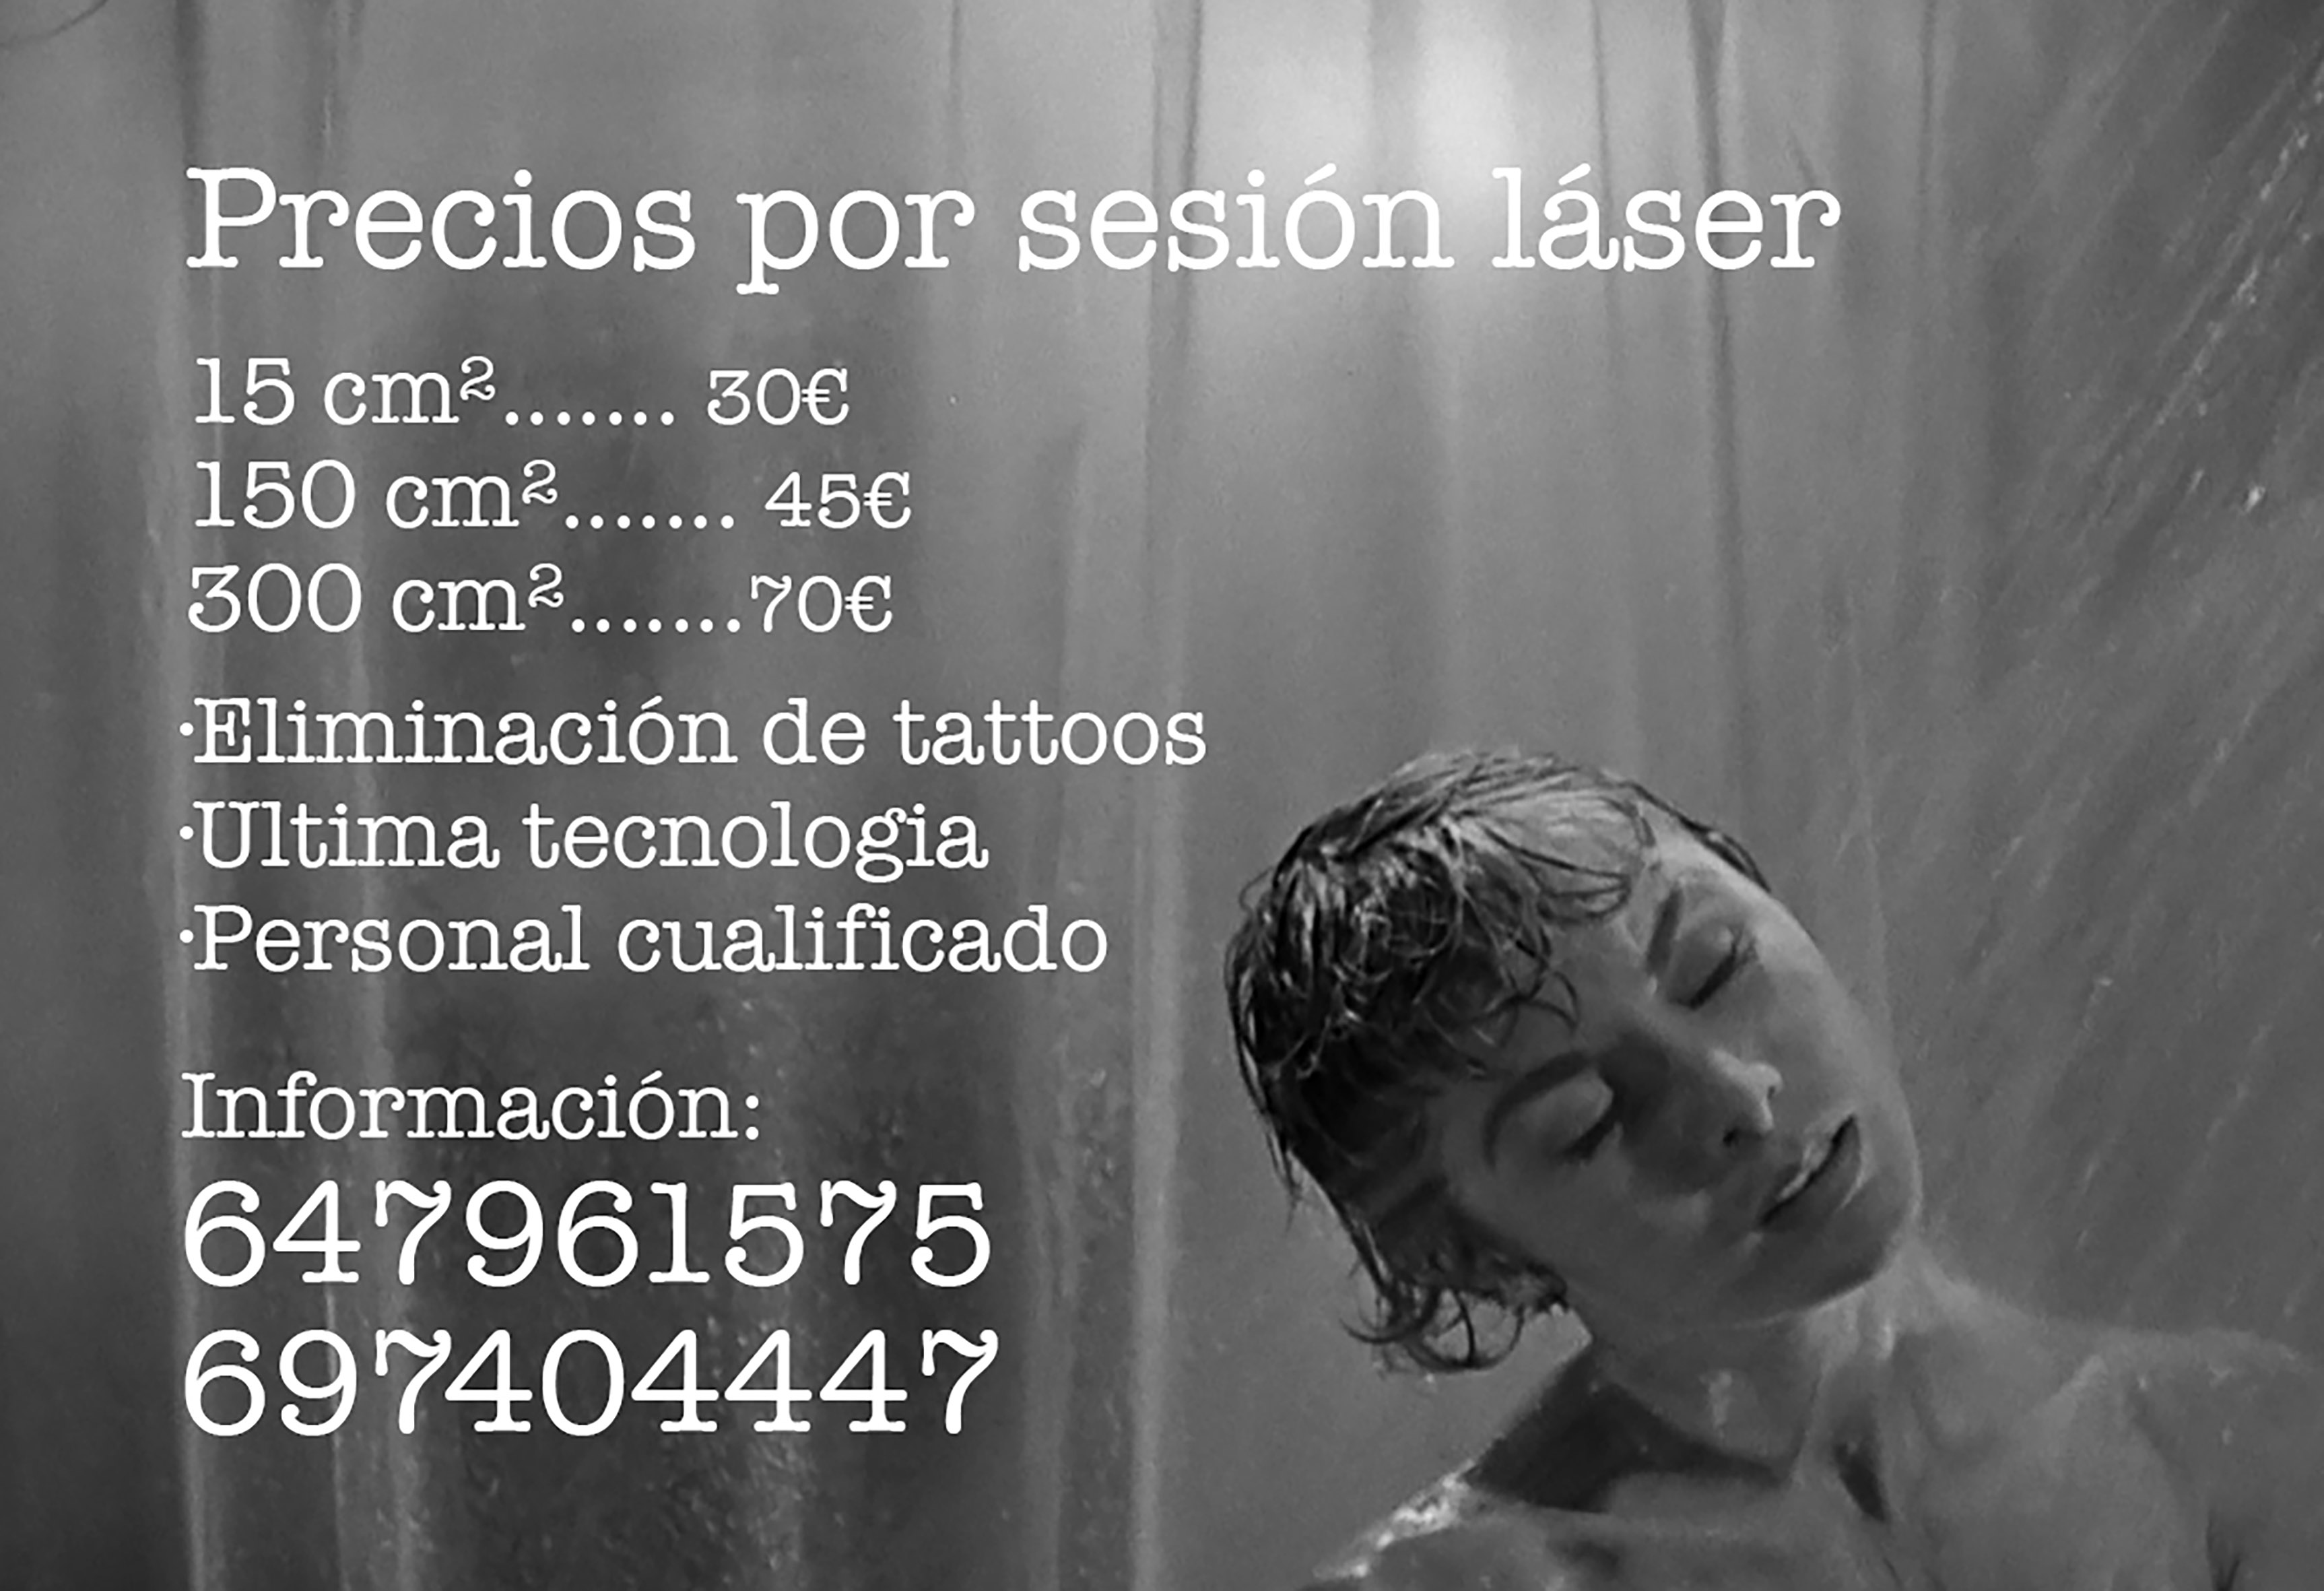 Precios por sesión láser
15 cm²....... 30€
150 cm²....... 45€
300 cm².......70€
·Eliminación de tattoos
·Ultima tecnologia
·Personal cualificado
Información:
647961575
697404447